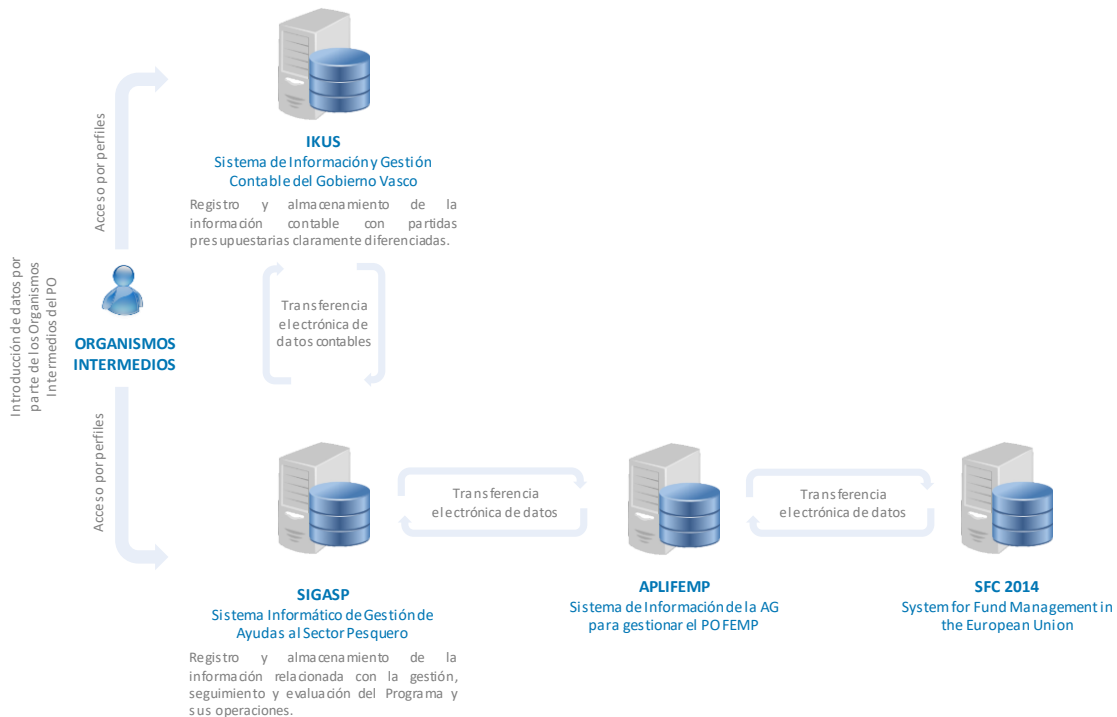 Acceso por perfiles
IKUS
Sistema de Información y Gestión
Contable del Gobierno Vasco
Registro y almacenamiento de la
información contable con partidas
presupuestarias claramente diferenciadas.
Introducción de datos por
parte de los Organismos
Intermedios del PO
ORGANISMOS
INTERMEDIOS
Transferencia
electrónica de
datos contables
Acceso por perfiles
Transferencia
electrónica de datos
Transferencia
electrónica de datos
SIGASP
Sistema Informático de Gestión de
Ayudas al Sector Pesquero
Registro y almacenamiento de la
información relacionada con la gestión,
seguimiento y evaluación del Programa y
sus operaciones.
APLIFEMP
Sistema de Información de la AG
para gestionar el PO FEMP
SFC 2014
System for Fund Management in
the European Union